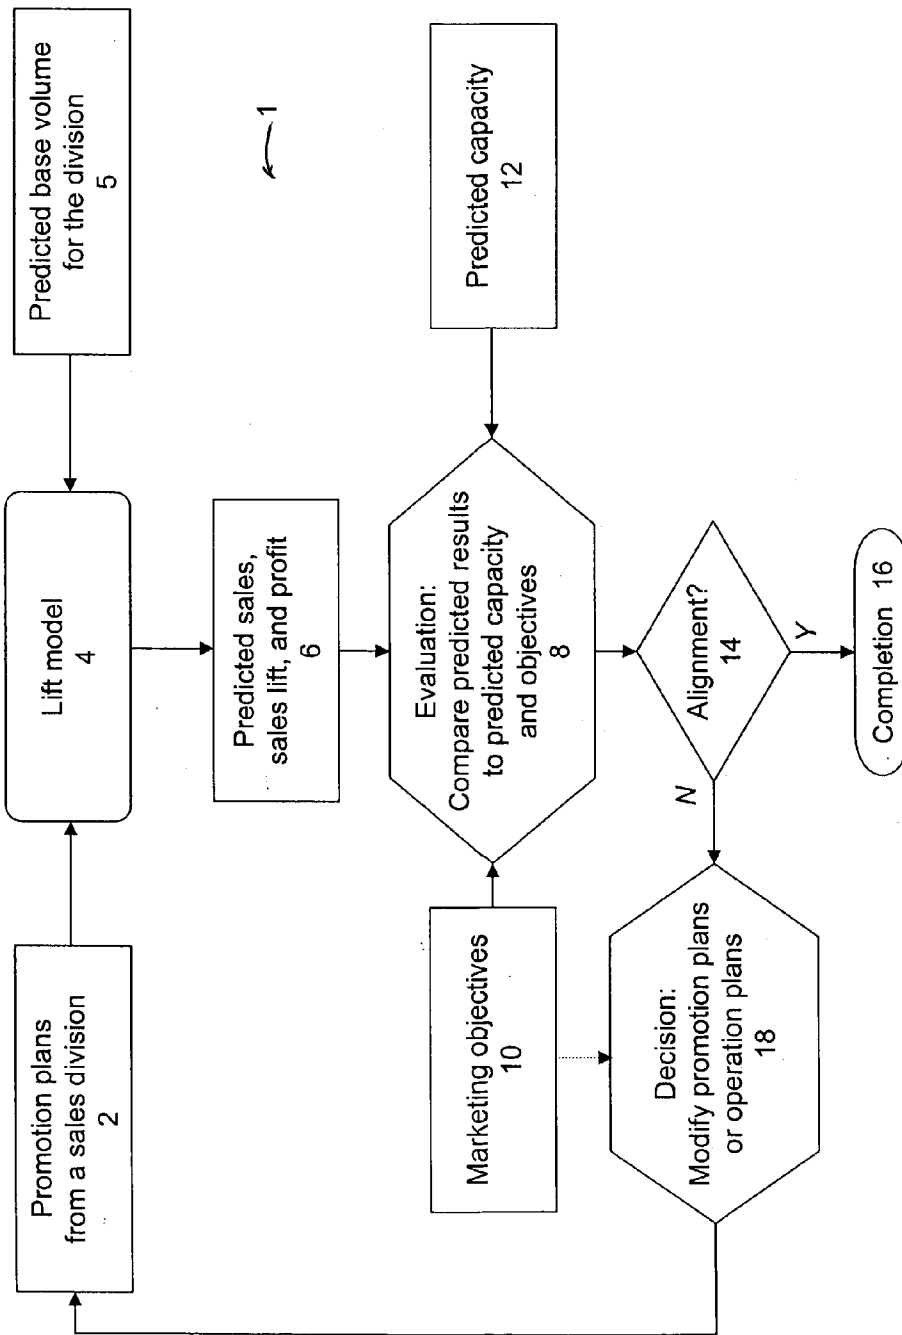 Promotion plans
from a sales division
2
Lift model
4
Predicted base volume
for the division
5
1
Predicted sales,
sales lift, and profit
6
Marketing objectives
10
Evaluation:
Compare predicted results
to predicted capacity
and objectives
8
Predicted capacity
12
Decision:
Modify promotion plans
or operation plans
18
N
Alignment?
14
Y
Completion 16